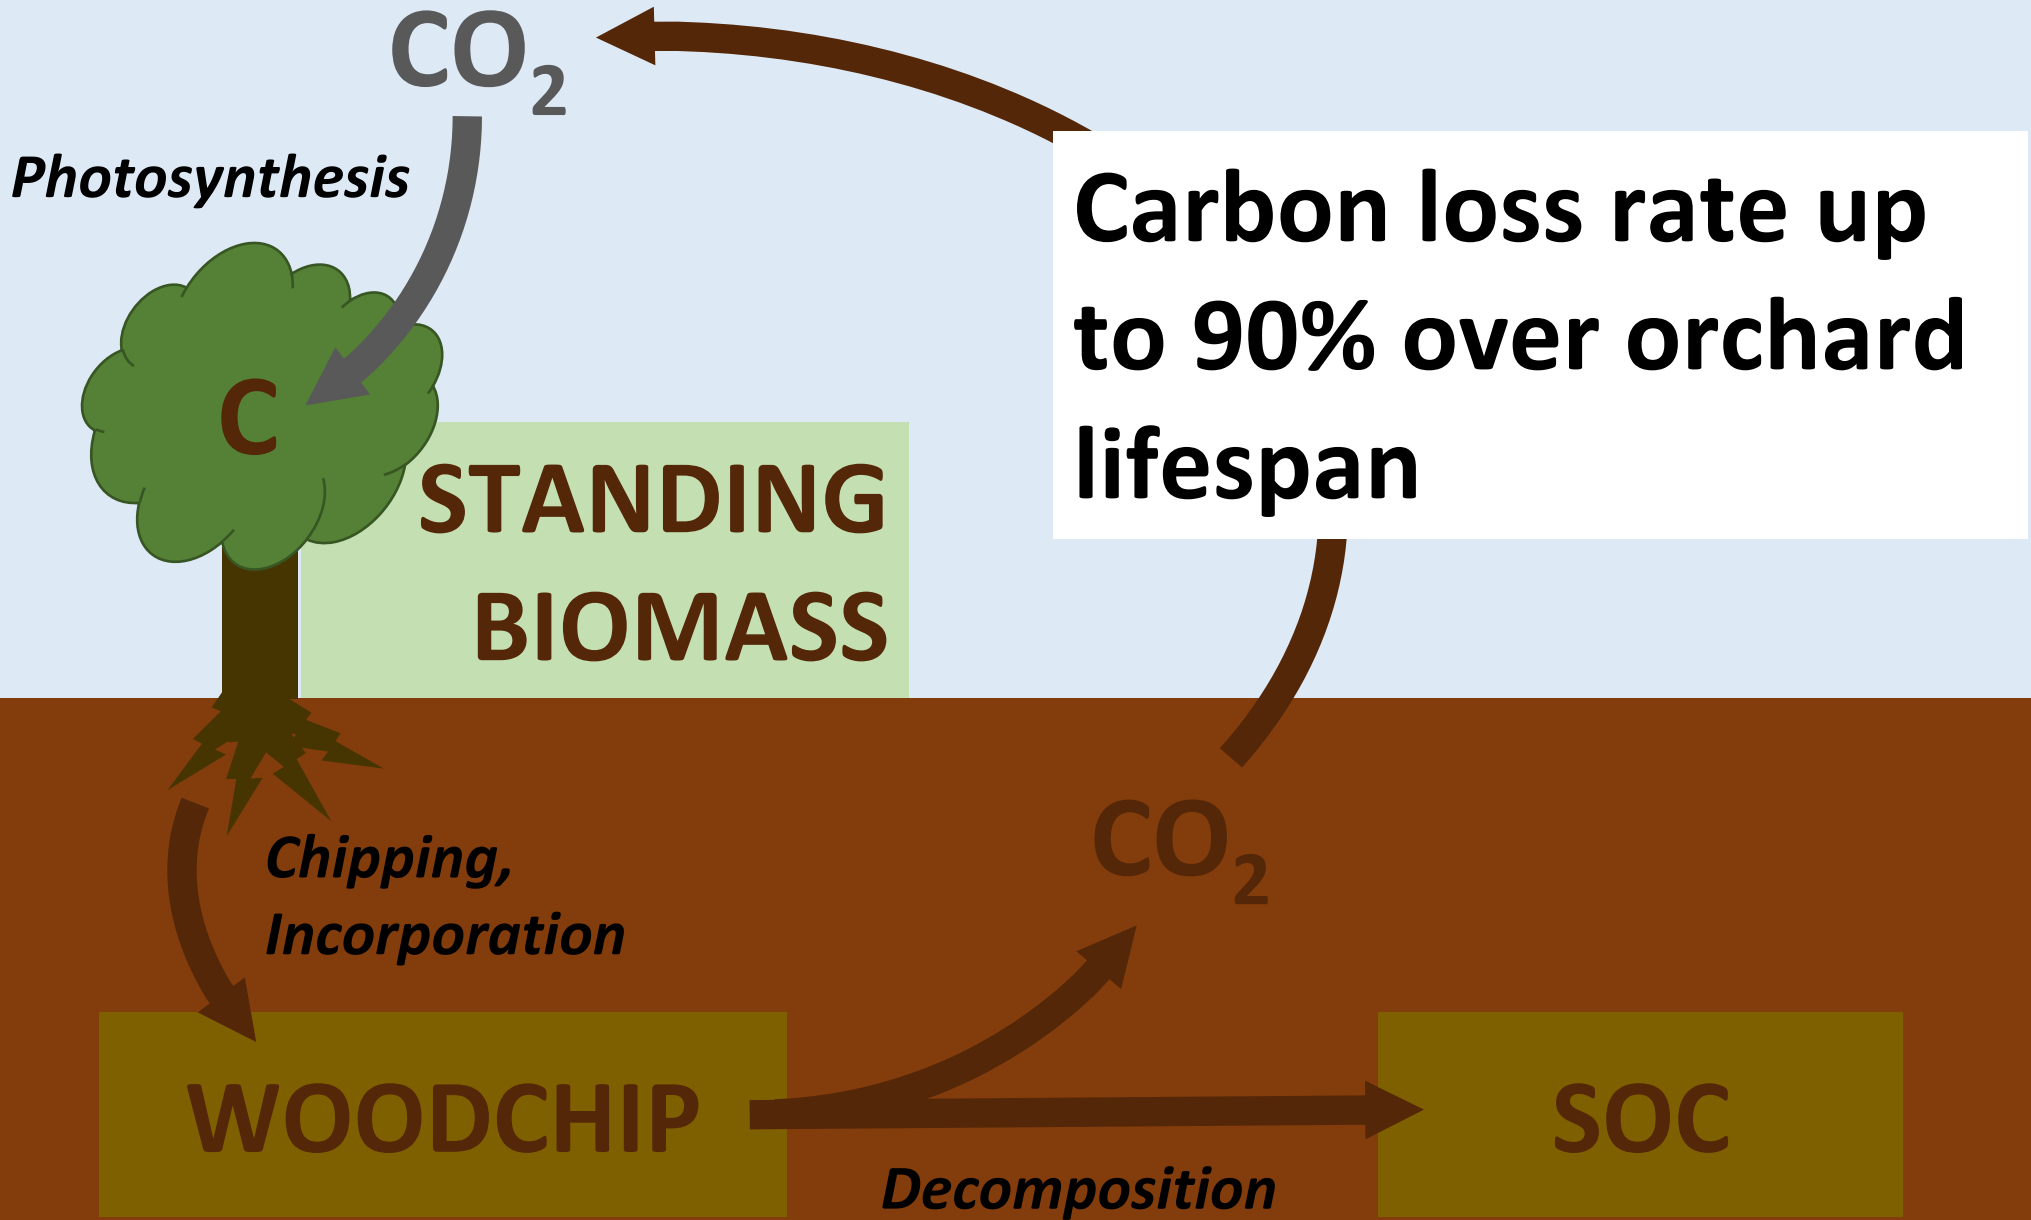 CO₂
Photosynthesis
Carbon loss rate up
to 90% over orchard
lifespan
C
STANDING
BIOMASS
CO₂
Chipping,
Incorporation
WOODCHIP
SOC
Decomposition